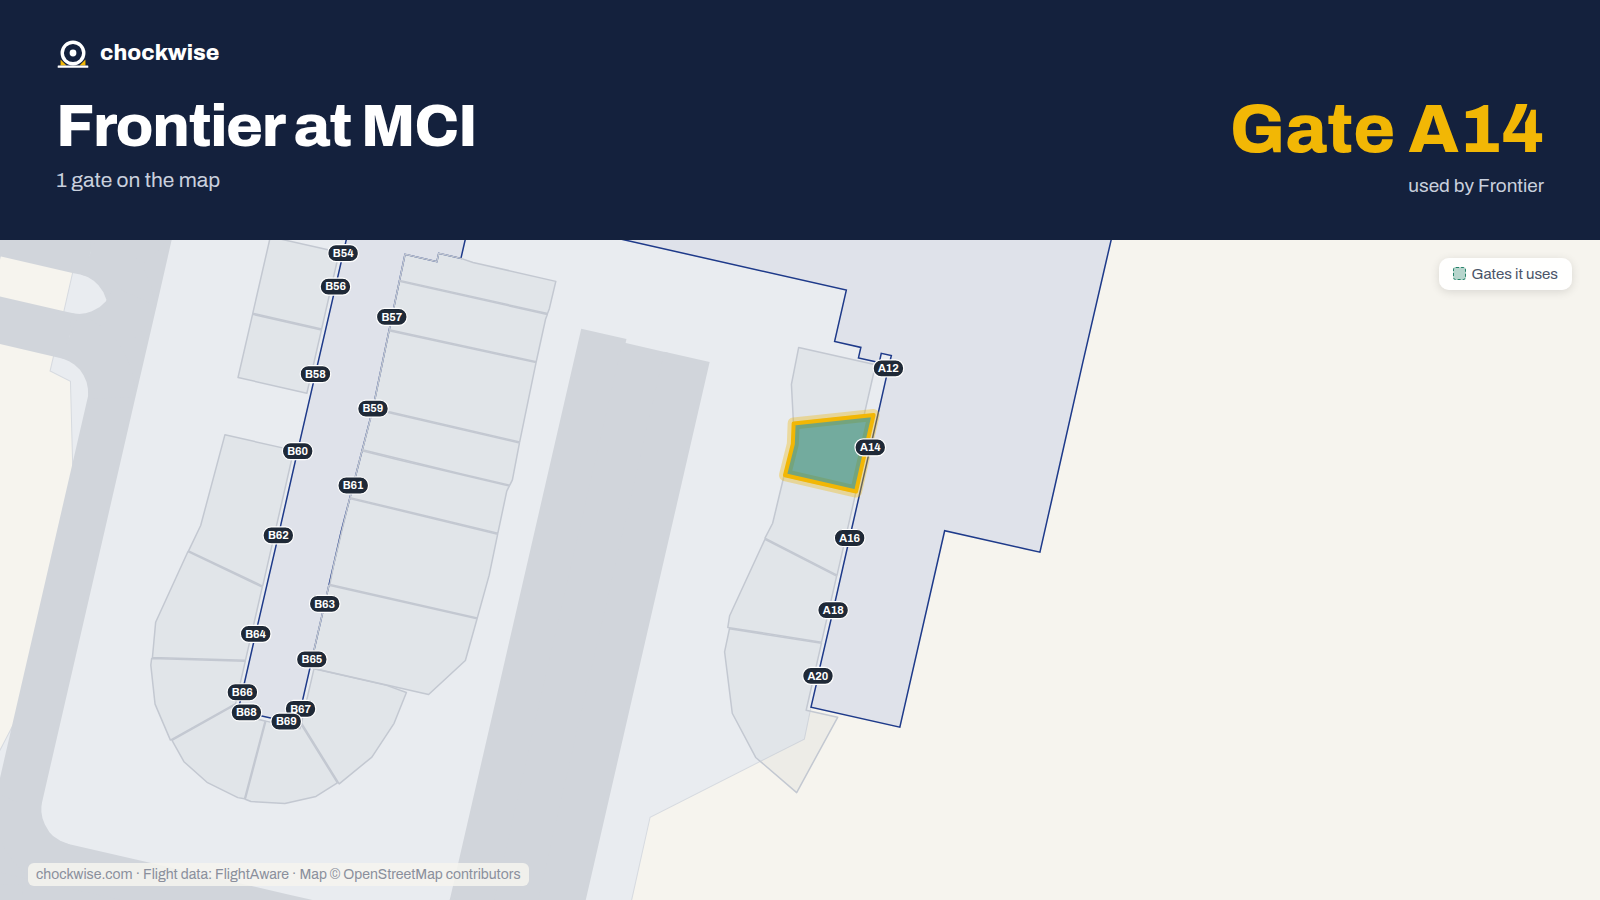 chockwise
Frontier at MCI
1 gate on the map
Gate A14
used by Frontier
Gates it uses
B54
B56
B57
B58
B59
B60
B61
B62
B63
B64
B65
B66
B67
B68
B69
A12
A14
A16
A18
A20
chockwise.com · Flight data: FlightAware · Map © OpenStreetMap contributors